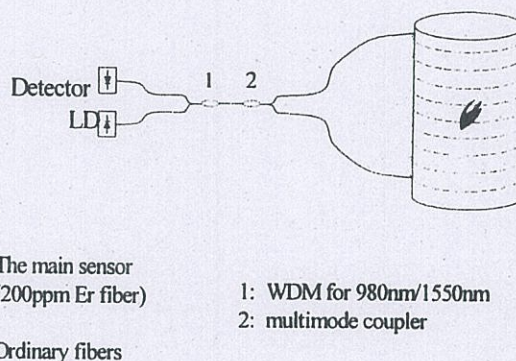 1 2
Detector
LD
The main sensor
(200ppm Er fiber)
1: WDM for 980nm/1550nm
2: multimode coupler
Ordinary fibers